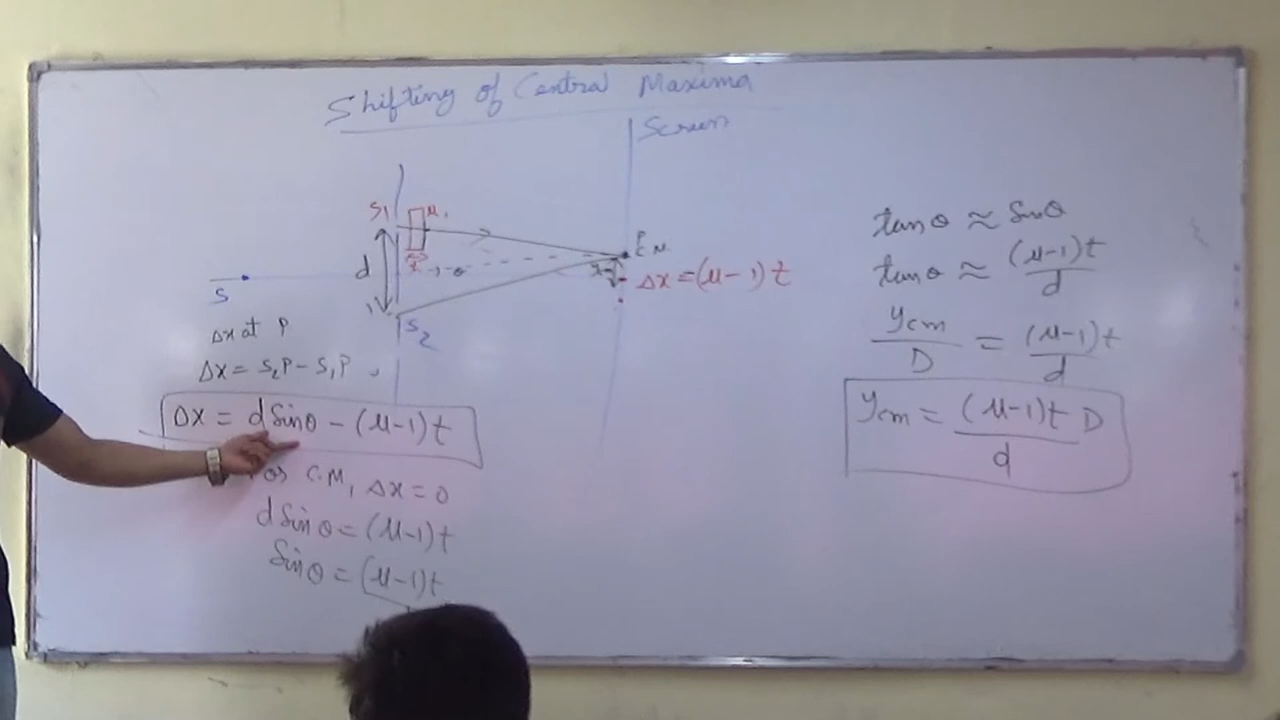 Shifting of Central Maxima
Screen
S₁
μ
P
C.M.
d
t
θ
Δx = (μ-1) t
S
S₂
Δx at P
Δx = S₂P - S₁P
Δx = d Sinθ - (μ-1) t
For C.M, Δx = 0
d Sin θ = (μ-1) t
Sin θ = (μ-1) t
tan θ ≈ Sin θ
tan θ ≈ (μ-1) t / d
ycm / D = (μ-1) t / d
ycm = (μ-1) t D / d